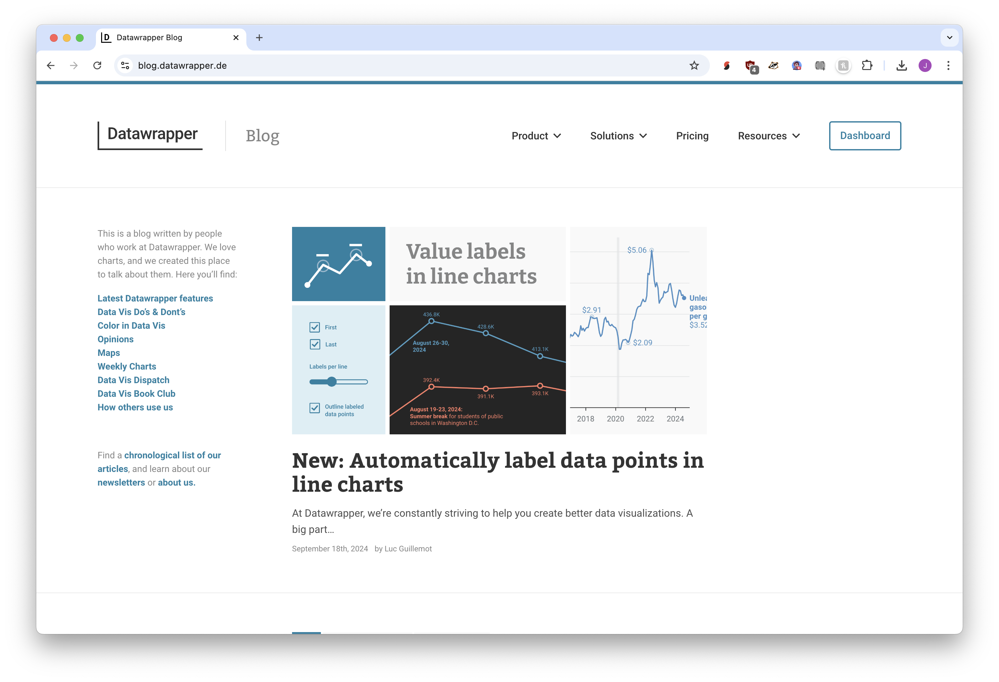 Datawrapper Blog
blog.datawrapper.de
4
J
Datawrapper
Blog
Product
Solutions
Pricing
Resources
Dashboard
This is a blog written by people
who work at Datawrapper. We love
charts, and we created this place
to talk about them. Here you’ll find:
Latest Datawrapper features
Data Vis Do’s & Dont’s
Color in Data Vis
Opinions
Maps
Weekly Charts
Data Vis Dispatch
Data Vis Book Club
How others use us
Find a chronological list of our
articles, and learn about our
newsletters or about us.
Value labels
in line charts
First
Last
Labels per line
Outline labeled
data points
436.8K
428.6K
413.1K
August 26-30,
2024
392.4K
391.1K
393.1K
August 19-23, 2024:
Summer break for students of public
schools in Washington D.C.
$5.06
$2.91
$2.09
Unlea
gaso
per g
$3.52
2018 2020 2022 2024
New: Automatically label data points in
line charts
At Datawrapper, we’re constantly striving to help you create better data visualizations. A
big part…
September 18th, 2024 by Luc Guillemot